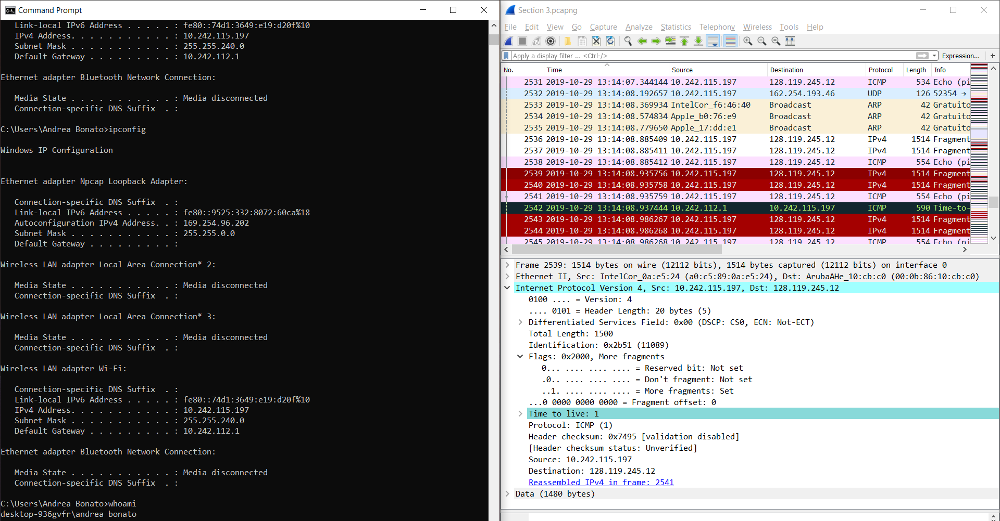 Command Prompt
Link-local IPv6 Address . . . . . : fe80::74d1:3649:e19:d20f%10
IPv4 Address. . . . . . . . . . . : 10.242.115.197
Subnet Mask . . . . . . . . . . . : 255.255.240.0
Default Gateway . . . . . . . . . : 10.242.112.1
Ethernet adapter Bluetooth Network Connection:
Media State . . . . . . . . . . . : Media disconnected
Connection-specific DNS Suffix  . :
C:\Users\Andrea Bonato>ipconfig
Windows IP Configuration
Ethernet adapter Npcap Loopback Adapter:
Connection-specific DNS Suffix  . :
Link-local IPv6 Address . . . . . : fe80::9525:332:8072:60ca%18
Autoconfiguration IPv4 Address. . : 169.254.96.202
Subnet Mask . . . . . . . . . . . : 255.255.0.0
Default Gateway . . . . . . . . . :
Wireless LAN adapter Local Area Connection* 2:
Media State . . . . . . . . . . . : Media disconnected
Connection-specific DNS Suffix  . :
Wireless LAN adapter Local Area Connection* 3:
Media State . . . . . . . . . . . : Media disconnected
Connection-specific DNS Suffix  . :
Wireless LAN adapter Wi-Fi:
Connection-specific DNS Suffix  . :
Link-local IPv6 Address . . . . . : fe80::74d1:3649:e19:d20f%10
IPv4 Address. . . . . . . . . . . : 10.242.115.197
Subnet Mask . . . . . . . . . . . : 255.255.240.0
Default Gateway . . . . . . . . . : 10.242.112.1
Ethernet adapter Bluetooth Network Connection:
Media State . . . . . . . . . . . : Media disconnected
Connection-specific DNS Suffix  . :
C:\Users\Andrea Bonato>whoami
desktop-936gvfr\andrea bonato
Section 3.pcapng
File Edit View Go Capture Analyze Statistics Telephony Wireless Tools Help
Apply a display filter ... <Ctrl-/> Expression... +
No. Time Source Destination Protocol Length Info
2531 2019-10-29 13:14:07.344144 10.242.115.197 128.119.245.12 ICMP 534 Echo (pi
2532 2019-10-29 13:14:08.192657 10.242.115.197 162.254.193.46 UDP 126 52354 →
2533 2019-10-29 13:14:08.369934 IntelCor_f6:46:40 Broadcast ARP 42 Gratuito
2534 2019-10-29 13:14:08.574834 Apple_b0:76:e9 Broadcast ARP 42 Gratuito
2535 2019-10-29 13:14:08.779650 Apple_17:dd:e1 Broadcast ARP 42 Gratuito
2536 2019-10-29 13:14:08.885409 10.242.115.197 128.119.245.12 IPv4 1514 Fragment
2537 2019-10-29 13:14:08.885411 10.242.115.197 128.119.245.12 IPv4 1514 Fragment
2538 2019-10-29 13:14:08.885412 10.242.115.197 128.119.245.12 ICMP 554 Echo (pi
2539 2019-10-29 13:14:08.935756 10.242.115.197 128.119.245.12 IPv4 1514 Fragment
2540 2019-10-29 13:14:08.935758 10.242.115.197 128.119.245.12 IPv4 1514 Fragment
2541 2019-10-29 13:14:08.935759 10.242.115.197 128.119.245.12 ICMP 554 Echo (pi
2542 2019-10-29 13:14:08.937444 10.242.112.1 10.242.115.197 ICMP 590 Time-to-
2543 2019-10-29 13:14:08.986267 10.242.115.197 128.119.245.12 IPv4 1514 Fragment
2544 2019-10-29 13:14:08.986268 10.242.115.197 128.119.245.12 IPv4 1514 Fragment
2545 2019-10-29 13:14:08.986268 10.242.115.197 128.119.245.12 ICMP 554 Echo (pi
Frame 2539: 1514 bytes on wire (12112 bits), 1514 bytes captured (12112 bits) on interface 0
Ethernet II, Src: IntelCor_0a:e5:24 (a0:c5:89:0a:e5:24), Dst: ArubaAHe_10:cb:c0 (00:0b:86:10:cb:c0)
Internet Protocol Version 4, Src: 10.242.115.197, Dst: 128.119.245.12
0100 .... = Version: 4
.... 0101 = Header Length: 20 bytes (5)
Differentiated Services Field: 0x00 (DSCP: CS0, ECN: Not-ECT)
Total Length: 1500
Identification: 0x2b51 (11089)
Flags: 0x2000, More fragments
0... .... .... .... = Reserved bit: Not set
.0.. .... .... .... = Don't fragment: Not set
..1. .... .... .... = More fragments: Set
...0 0000 0000 0000 = Fragment offset: 0
Time to live: 1
Protocol: ICMP (1)
Header checksum: 0x7495 [validation disabled]
[Header checksum status: Unverified]
Source: 10.242.115.197
Destination: 128.119.245.12
Reassembled IPv4 in frame: 2541
Data (1480 bytes)